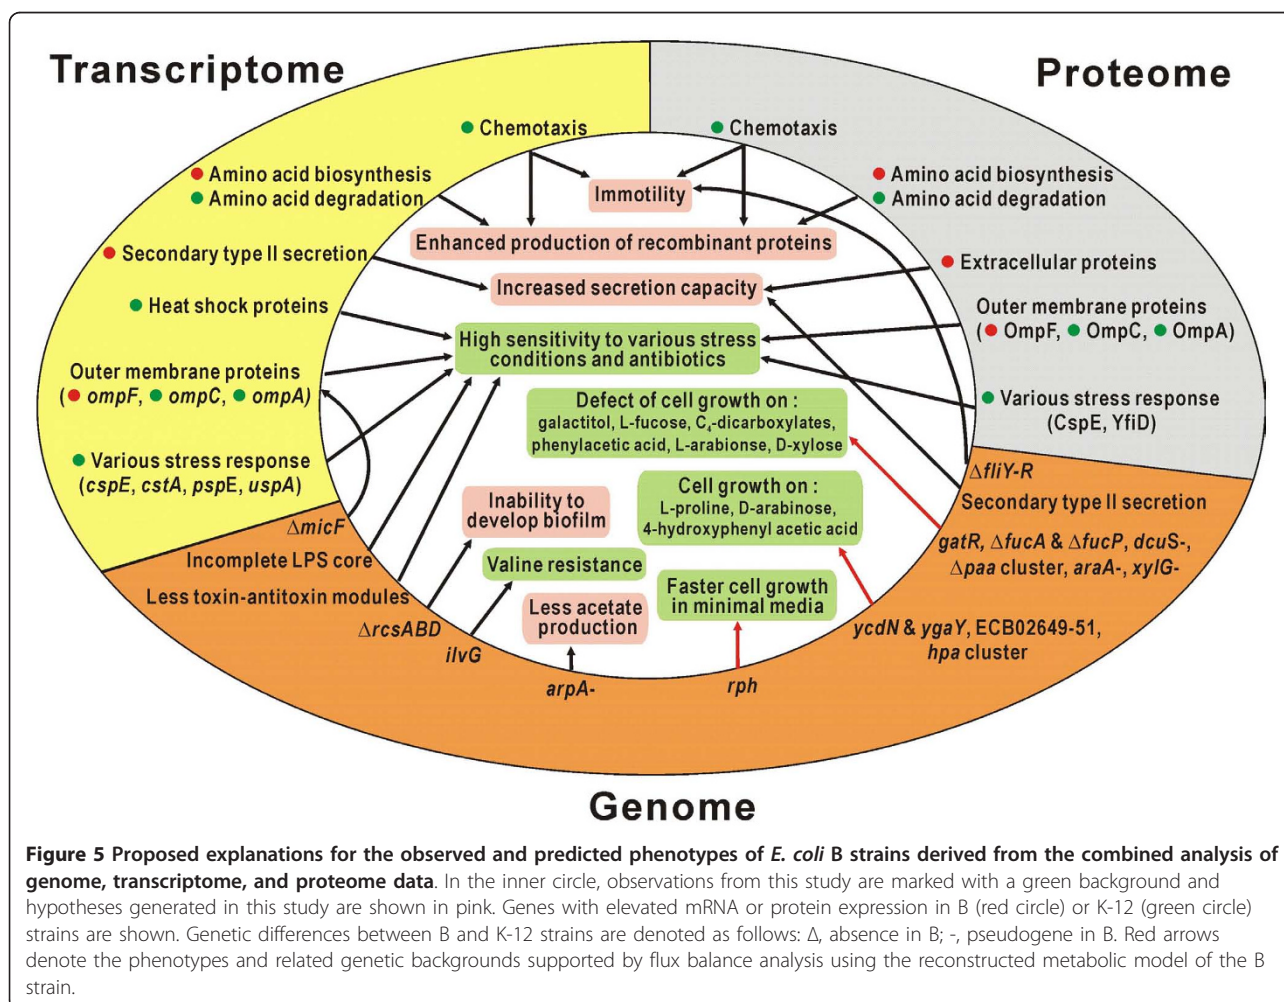 Transcriptome
Proteome
Chemotaxis
Chemotaxis
Amino acid biosynthesis
Amino acid degradation
Amino acid biosynthesis
Amino acid degradation
Immotility
Enhanced production of recombinant proteins
Secondary type II secretion
Extracellular proteins
Increased secretion capacity
Heat shock proteins
Outer membrane proteins
(OmpF, OmpC, OmpA)
High sensitivity to various stress
conditions and antibiotics
Outer membrane proteins
(ompF, ompC, ompA)
Defect of cell growth on :
galactitol, L-fucose, C₄-dicarboxylates,
phenylacetic acid, L-arabionse, D-xylose
Various stress response
(CspE, YfiD)
Various stress response
(cspE, cstA, pspE, uspA)
ΔfliY-R
Cell growth on :
L-proline, D-arabinose,
4-hydroxyphenyl acetic acid
Secondary type II secretion
Inability to
develop biofilm
ΔmicF
gatR, ΔfucA & ΔfucP, dcuS-,
Δpaa cluster, araA-, xylG-
Incomplete LPS core
Valine resistance
Less toxin-antitoxin modules
Faster cell growth
in minimal media
Less acetate
production
ΔrcsABD
ycdN & ygaY, ECB02649-51,
hpa cluster
ilvG
arpA-
rph
Genome
Figure 5 Proposed explanations for the observed and predicted phenotypes of E. coli B strains derived from the combined analysis of
genome, transcriptome, and proteome data. In the inner circle, observations from this study are marked with a green background and
hypotheses generated in this study are shown in pink. Genes with elevated mRNA or protein expression in B (red circle) or K-12 (green circle)
strains are shown. Genetic differences between B and K-12 strains are denoted as follows: Δ, absence in B; -, pseudogene in B. Red arrows
denote the phenotypes and related genetic backgrounds supported by flux balance analysis using the reconstructed metabolic model of the B
strain.